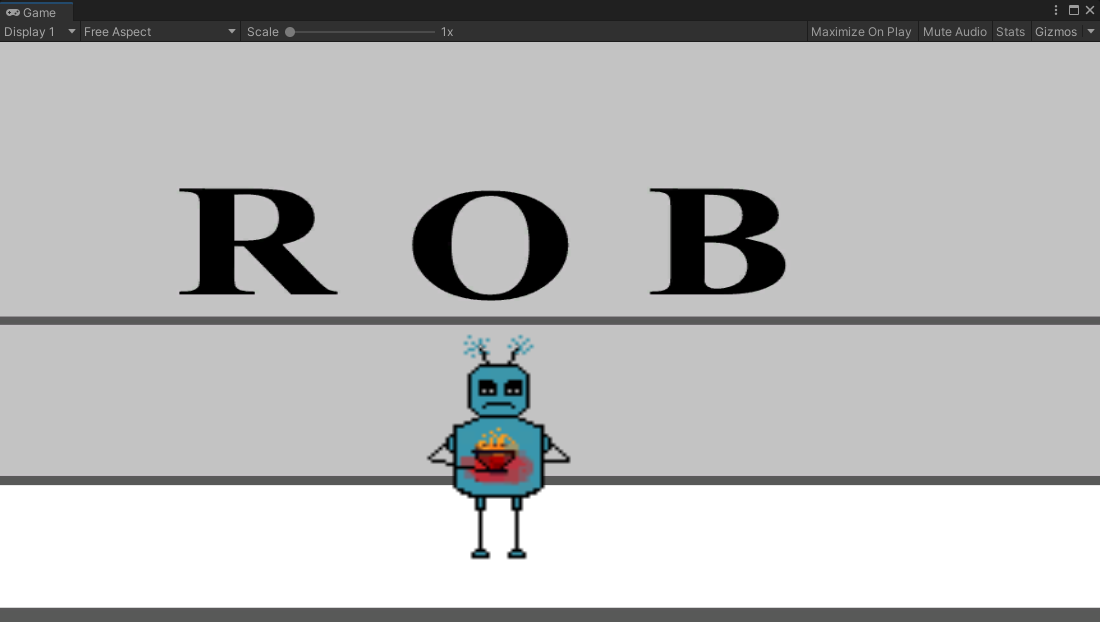 Game
Display 1 Free Aspect Scale 1x Maximize On Play Mute Audio Stats Gizmos
R O B